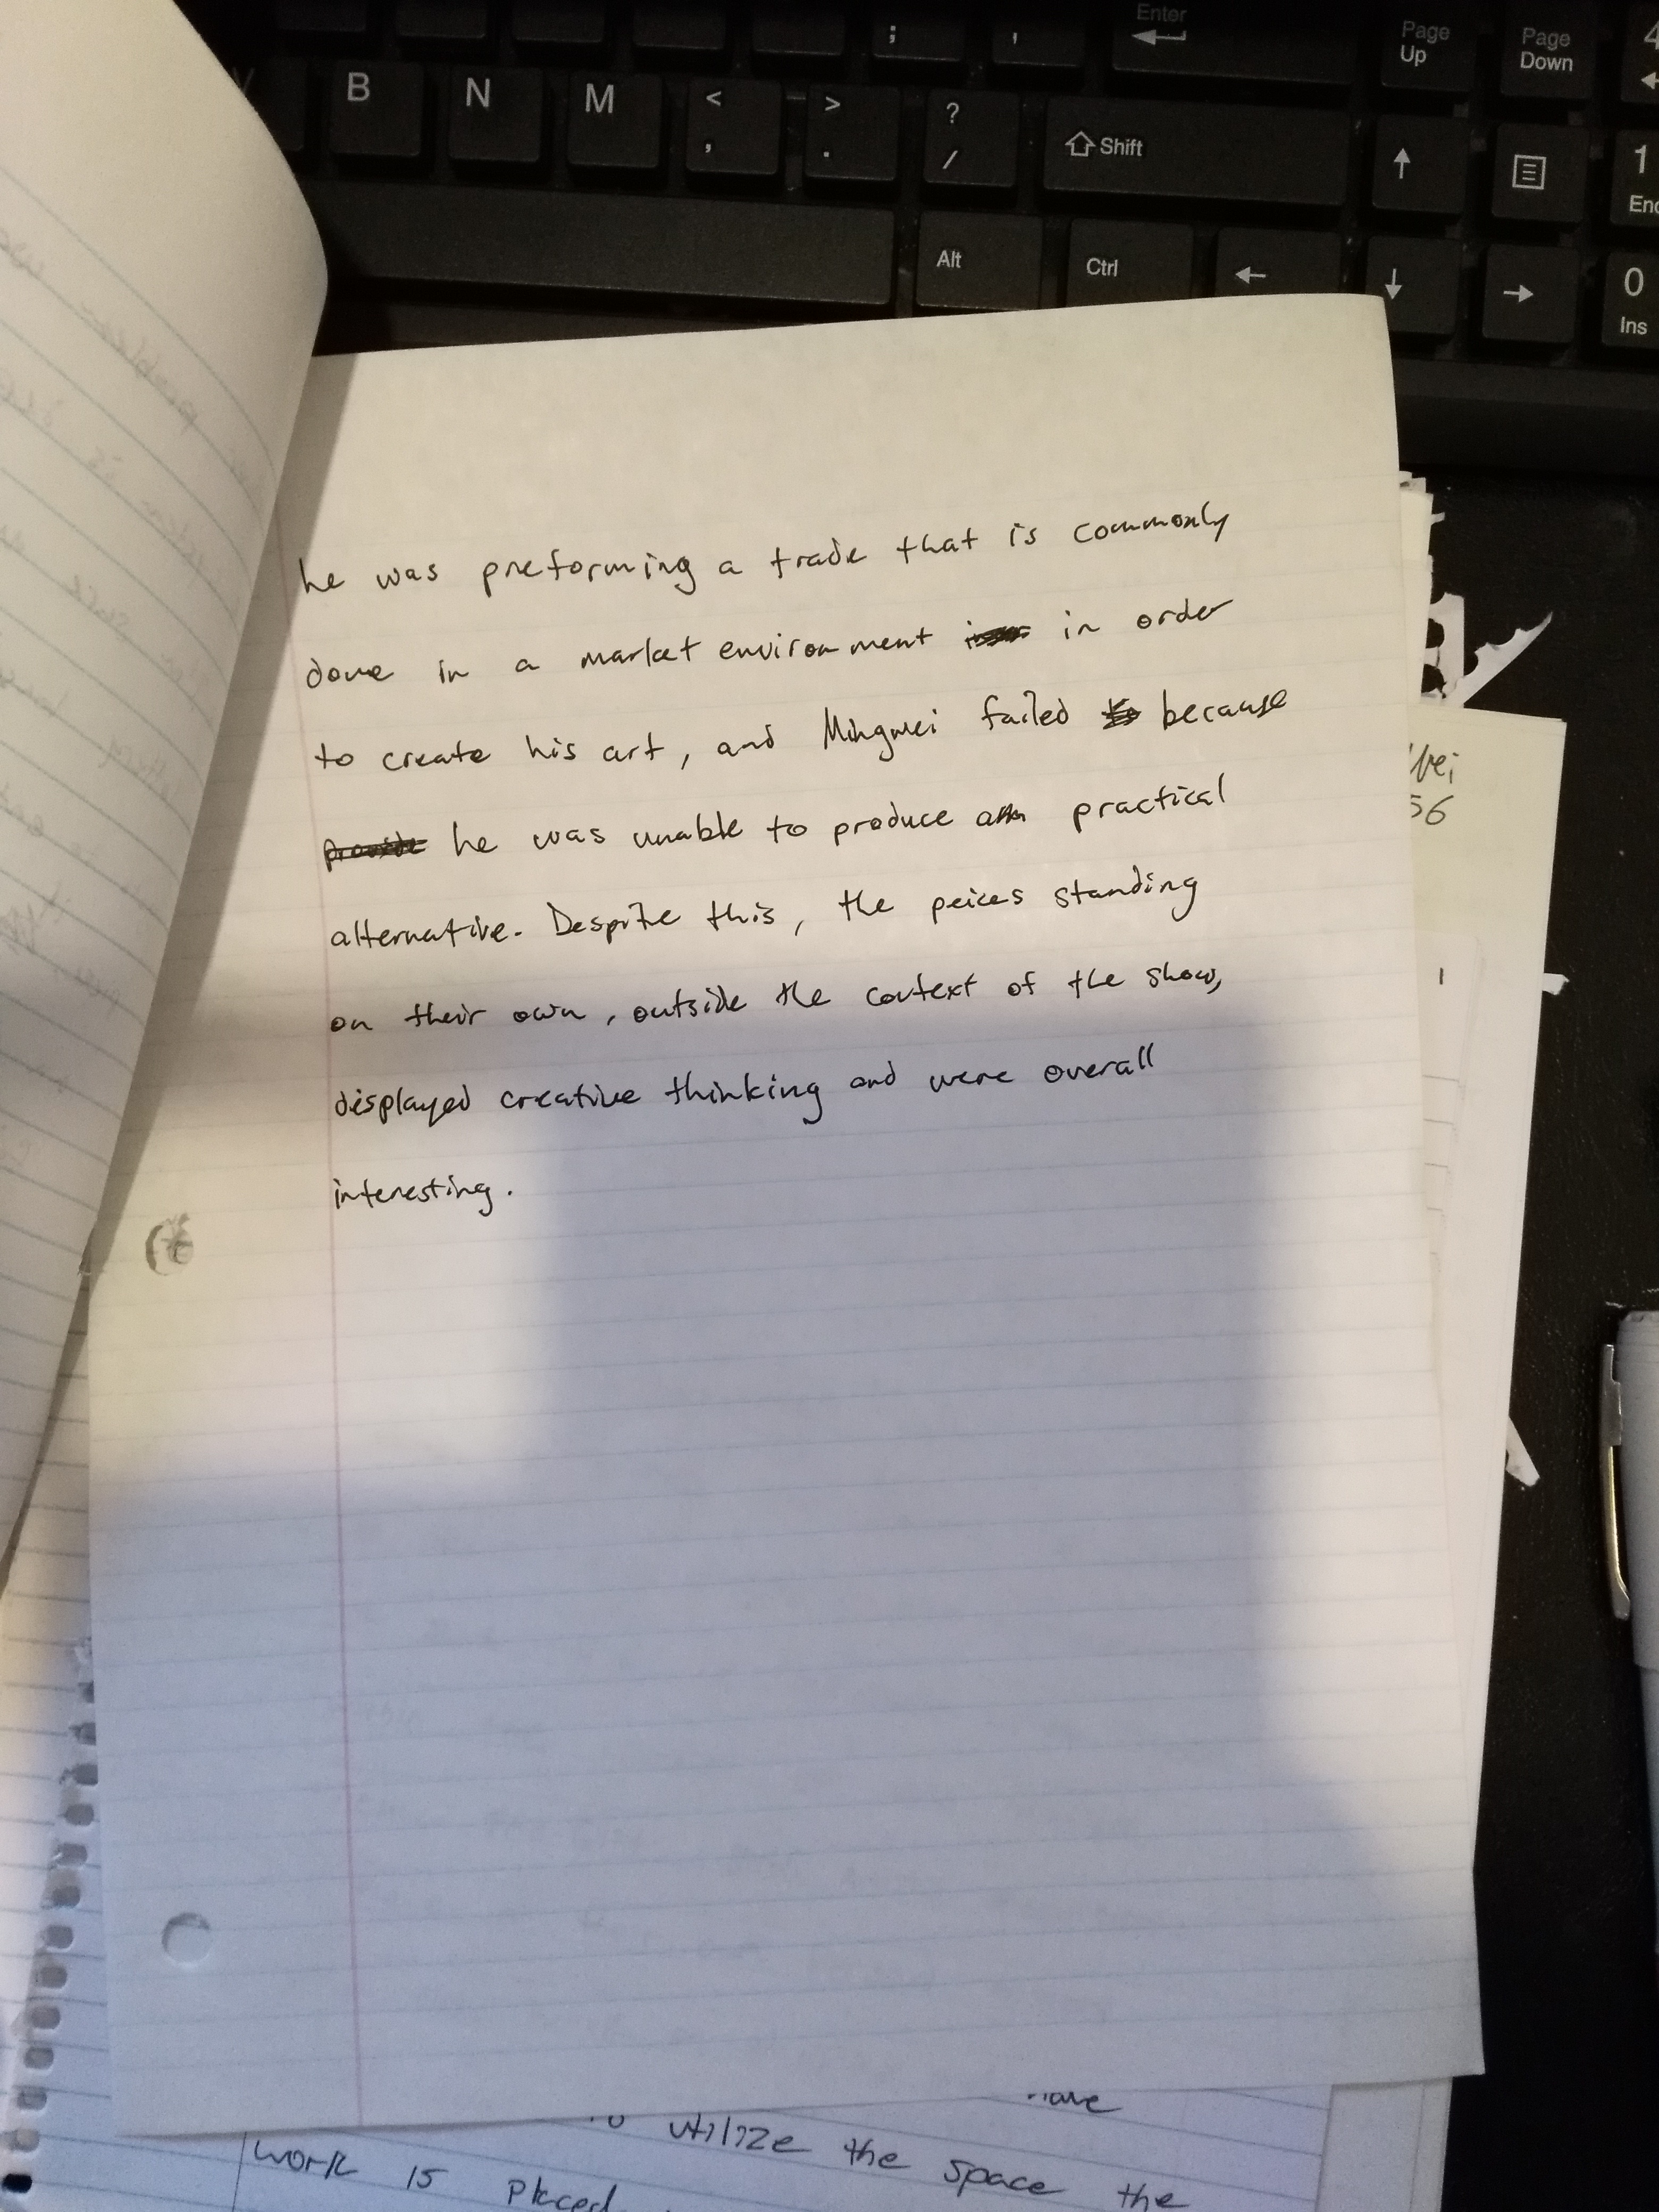 Enter
; '
Page Up
Page Down
4
B N M < , > . ? / Shift
1
End
Alt Ctrl
0
Ins
he was preforming a trade that is commonly
done in a market environment in order
to create his art, and Mingwei failed because
he was unable to produce a practical
alternative. Despite this, the peices standing
on their own, outside the context of the show,
displayed creative thinking and were overall
interesting.
Wei
56
utilize the space the
work is placed